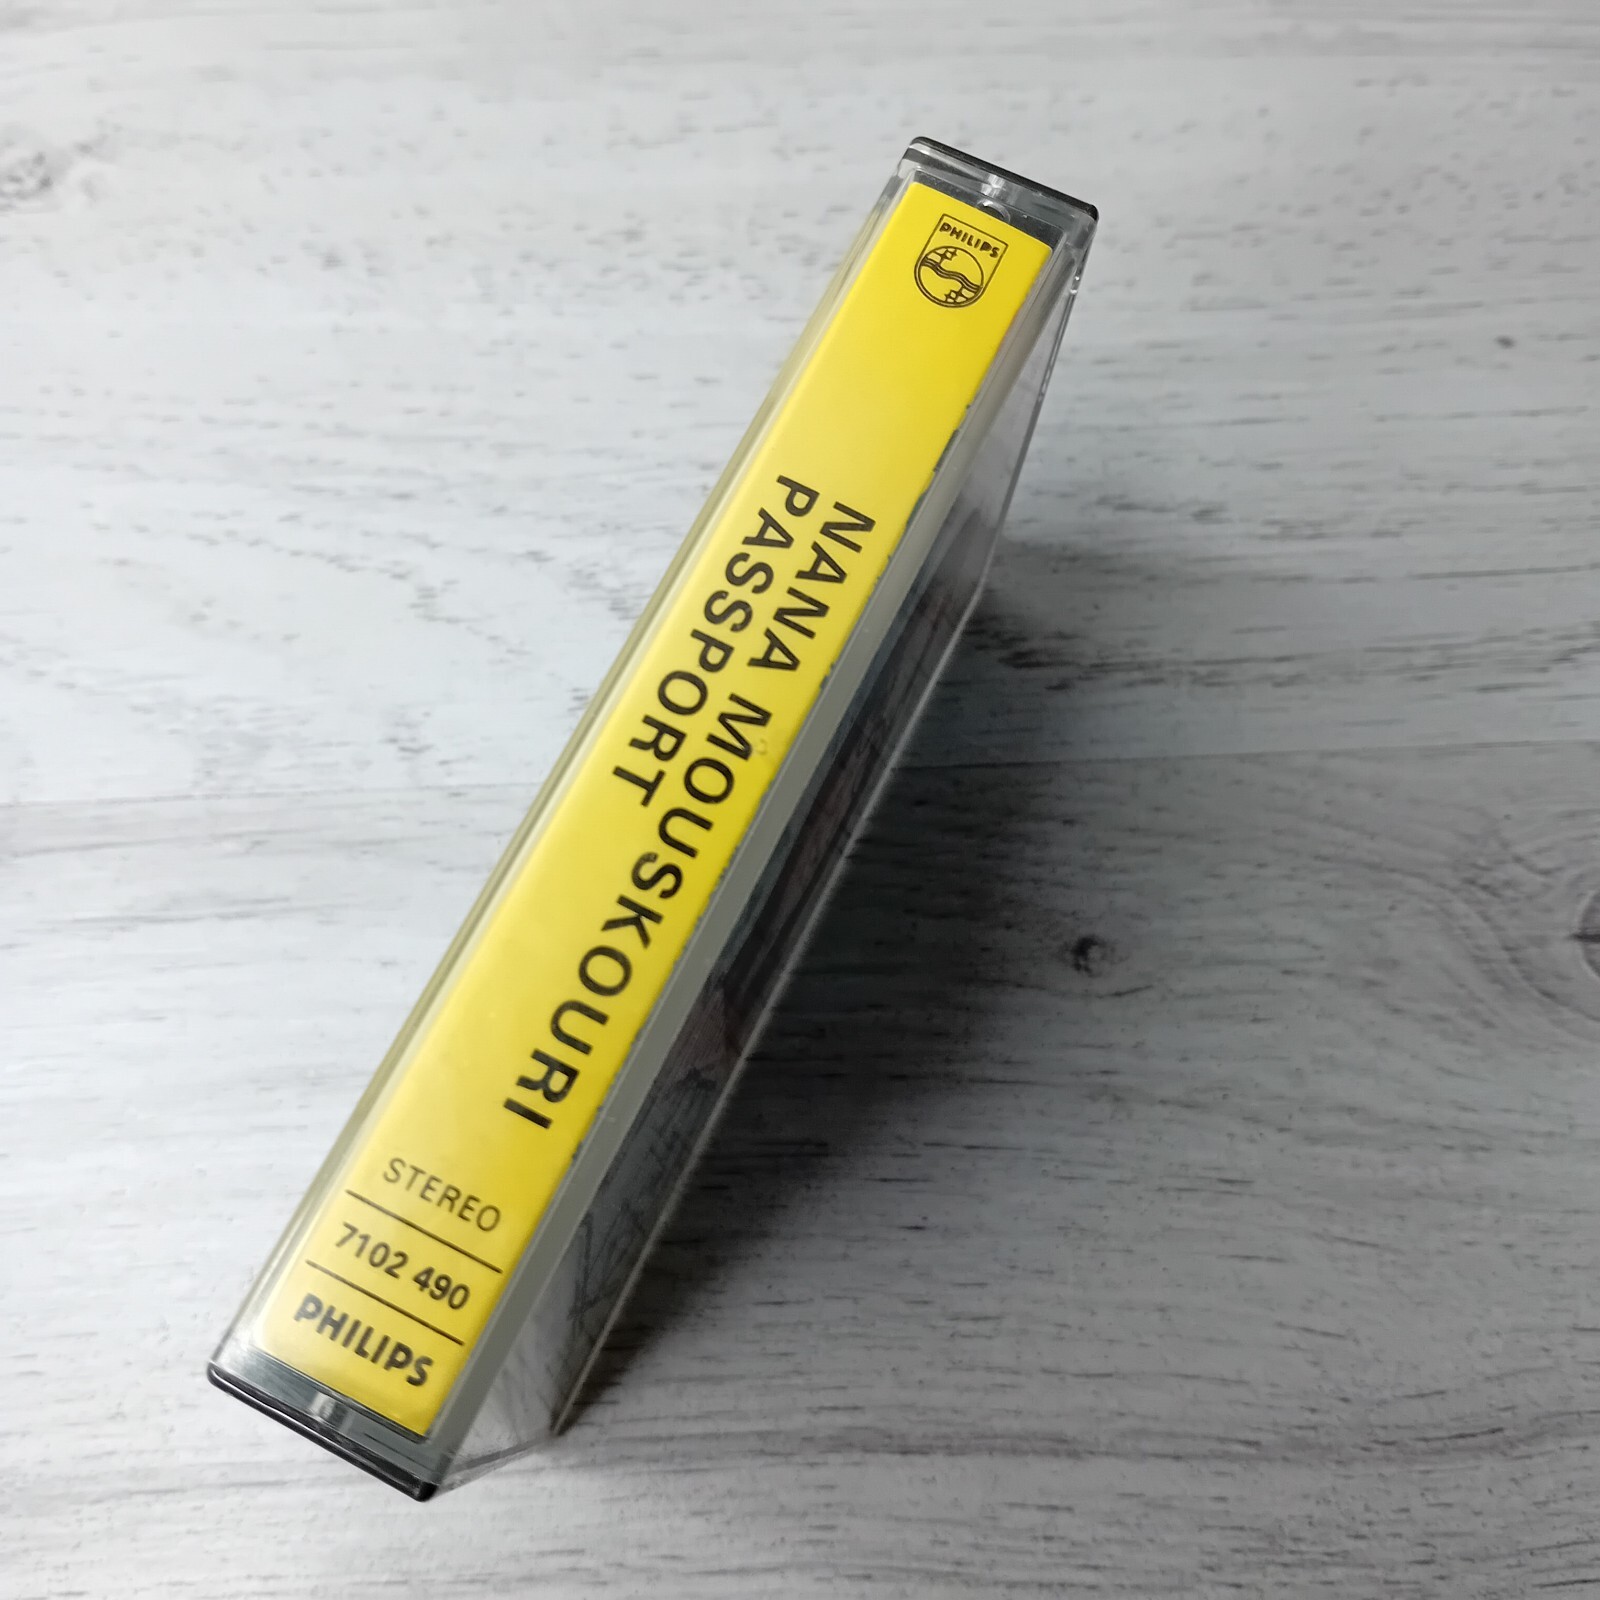 PHILIPS
NANA MOUSKOURI
PASSPORT
STEREO
7102 490
PHILIPS